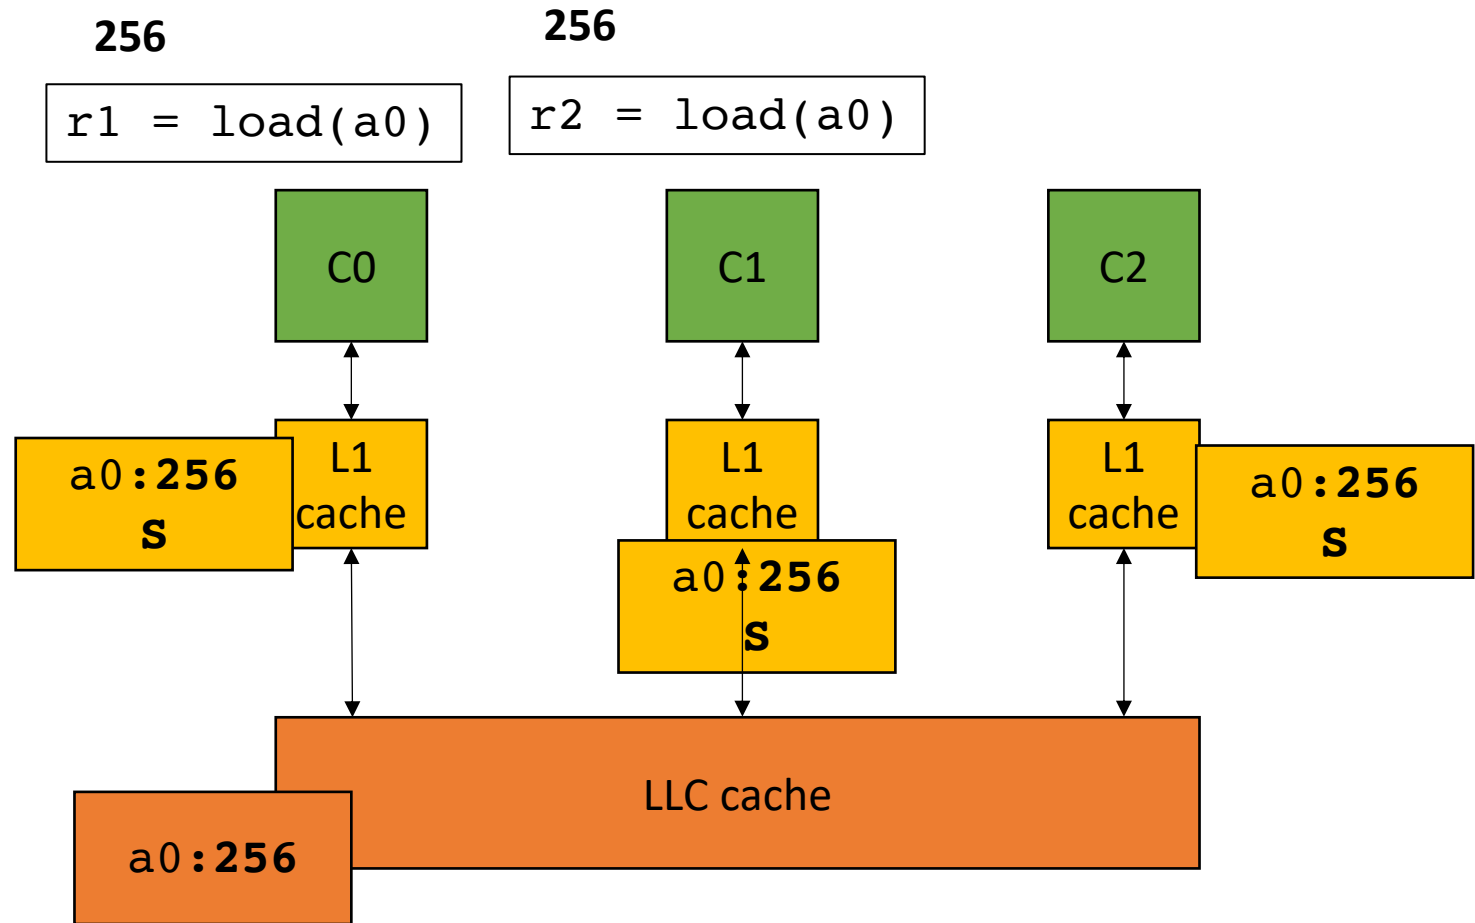 256
256
r1 = load(a0)
r2 = load(a0)
C0
C1
C2
a0:256
S
L1
cache
L1
cache
a0:256
S
L1
cache
a0:256
S
LLC cache
a0:256